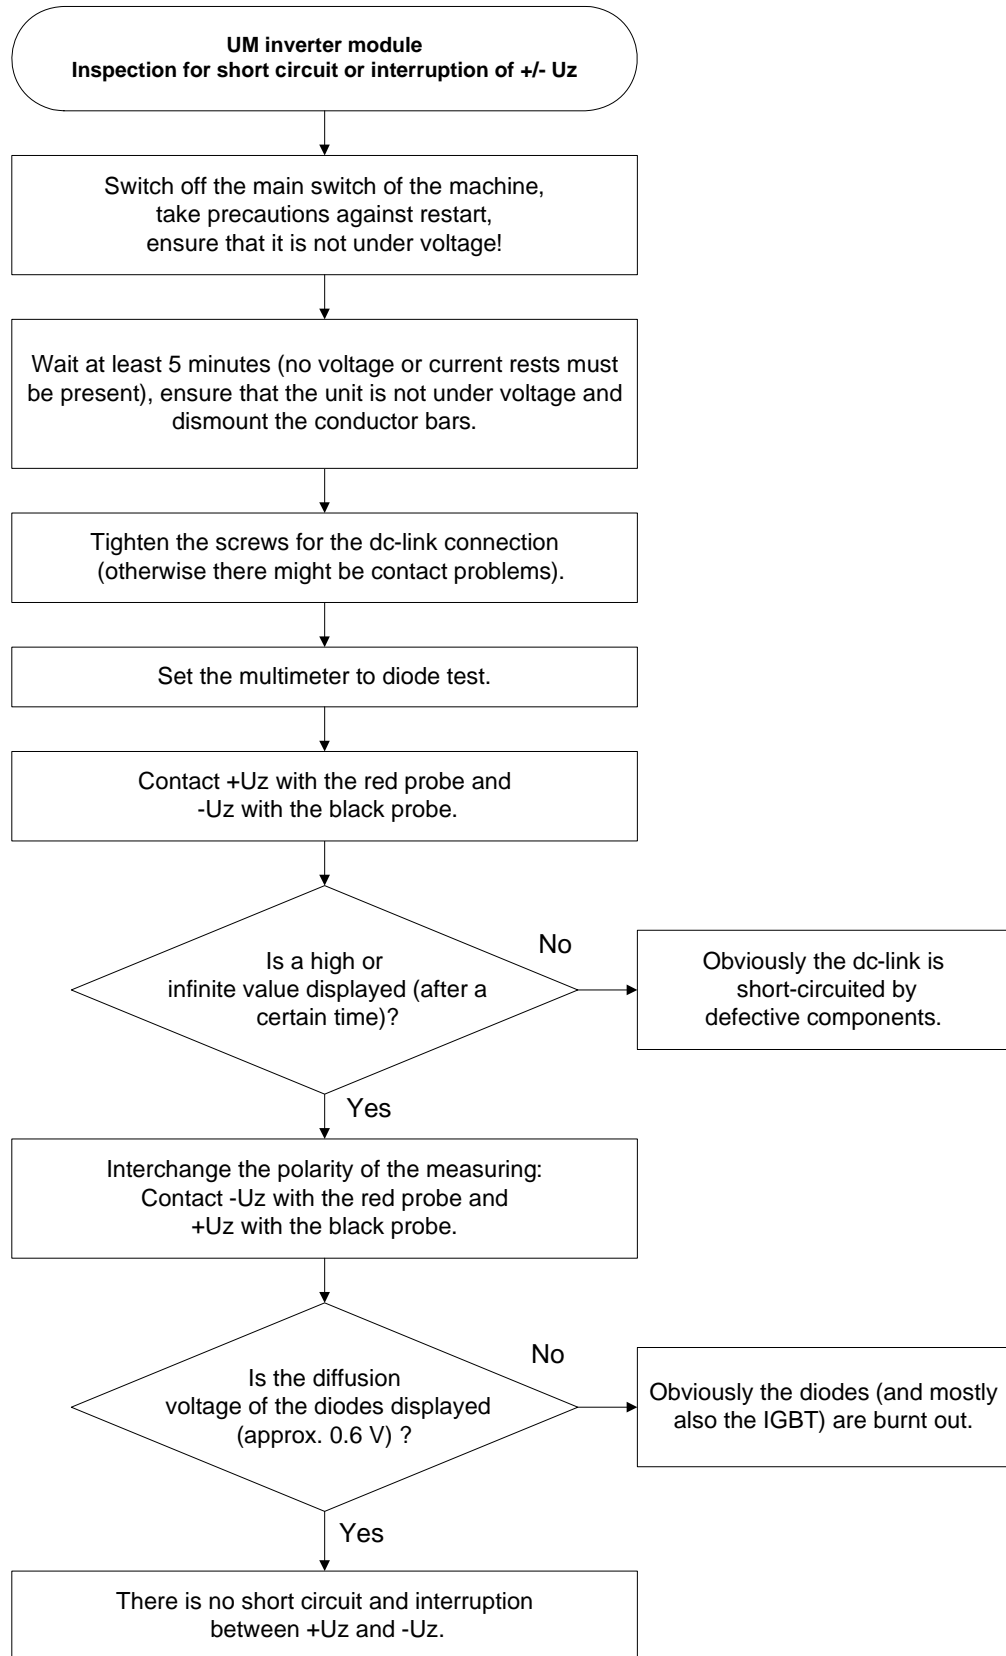 UM inverter module
Inspection for short circuit or interruption of +/- Uz
Switch off the main switch of the machine,
take precautions against restart,
ensure that it is not under voltage!
Wait at least 5 minutes (no voltage or current rests must
be present), ensure that the unit is not under voltage and
dismount the conductor bars.
Tighten the screws for the dc-link connection
(otherwise there might be contact problems).
Set the multimeter to diode test.
Contact +Uz with the red probe and
-Uz with the black probe.
Is a high or
infinite value displayed (after a
certain time)?
No
Obviously the dc-link is
short-circuited by
defective components.
Yes
Interchange the polarity of the measuring:
Contact -Uz with the red probe and
+Uz with the black probe.
Is the diffusion
voltage of the diodes displayed
(approx. 0.6 V) ?
No
Obviously the diodes (and mostly
also the IGBT) are burnt out.
Yes
There is no short circuit and interruption
between +Uz and -Uz.